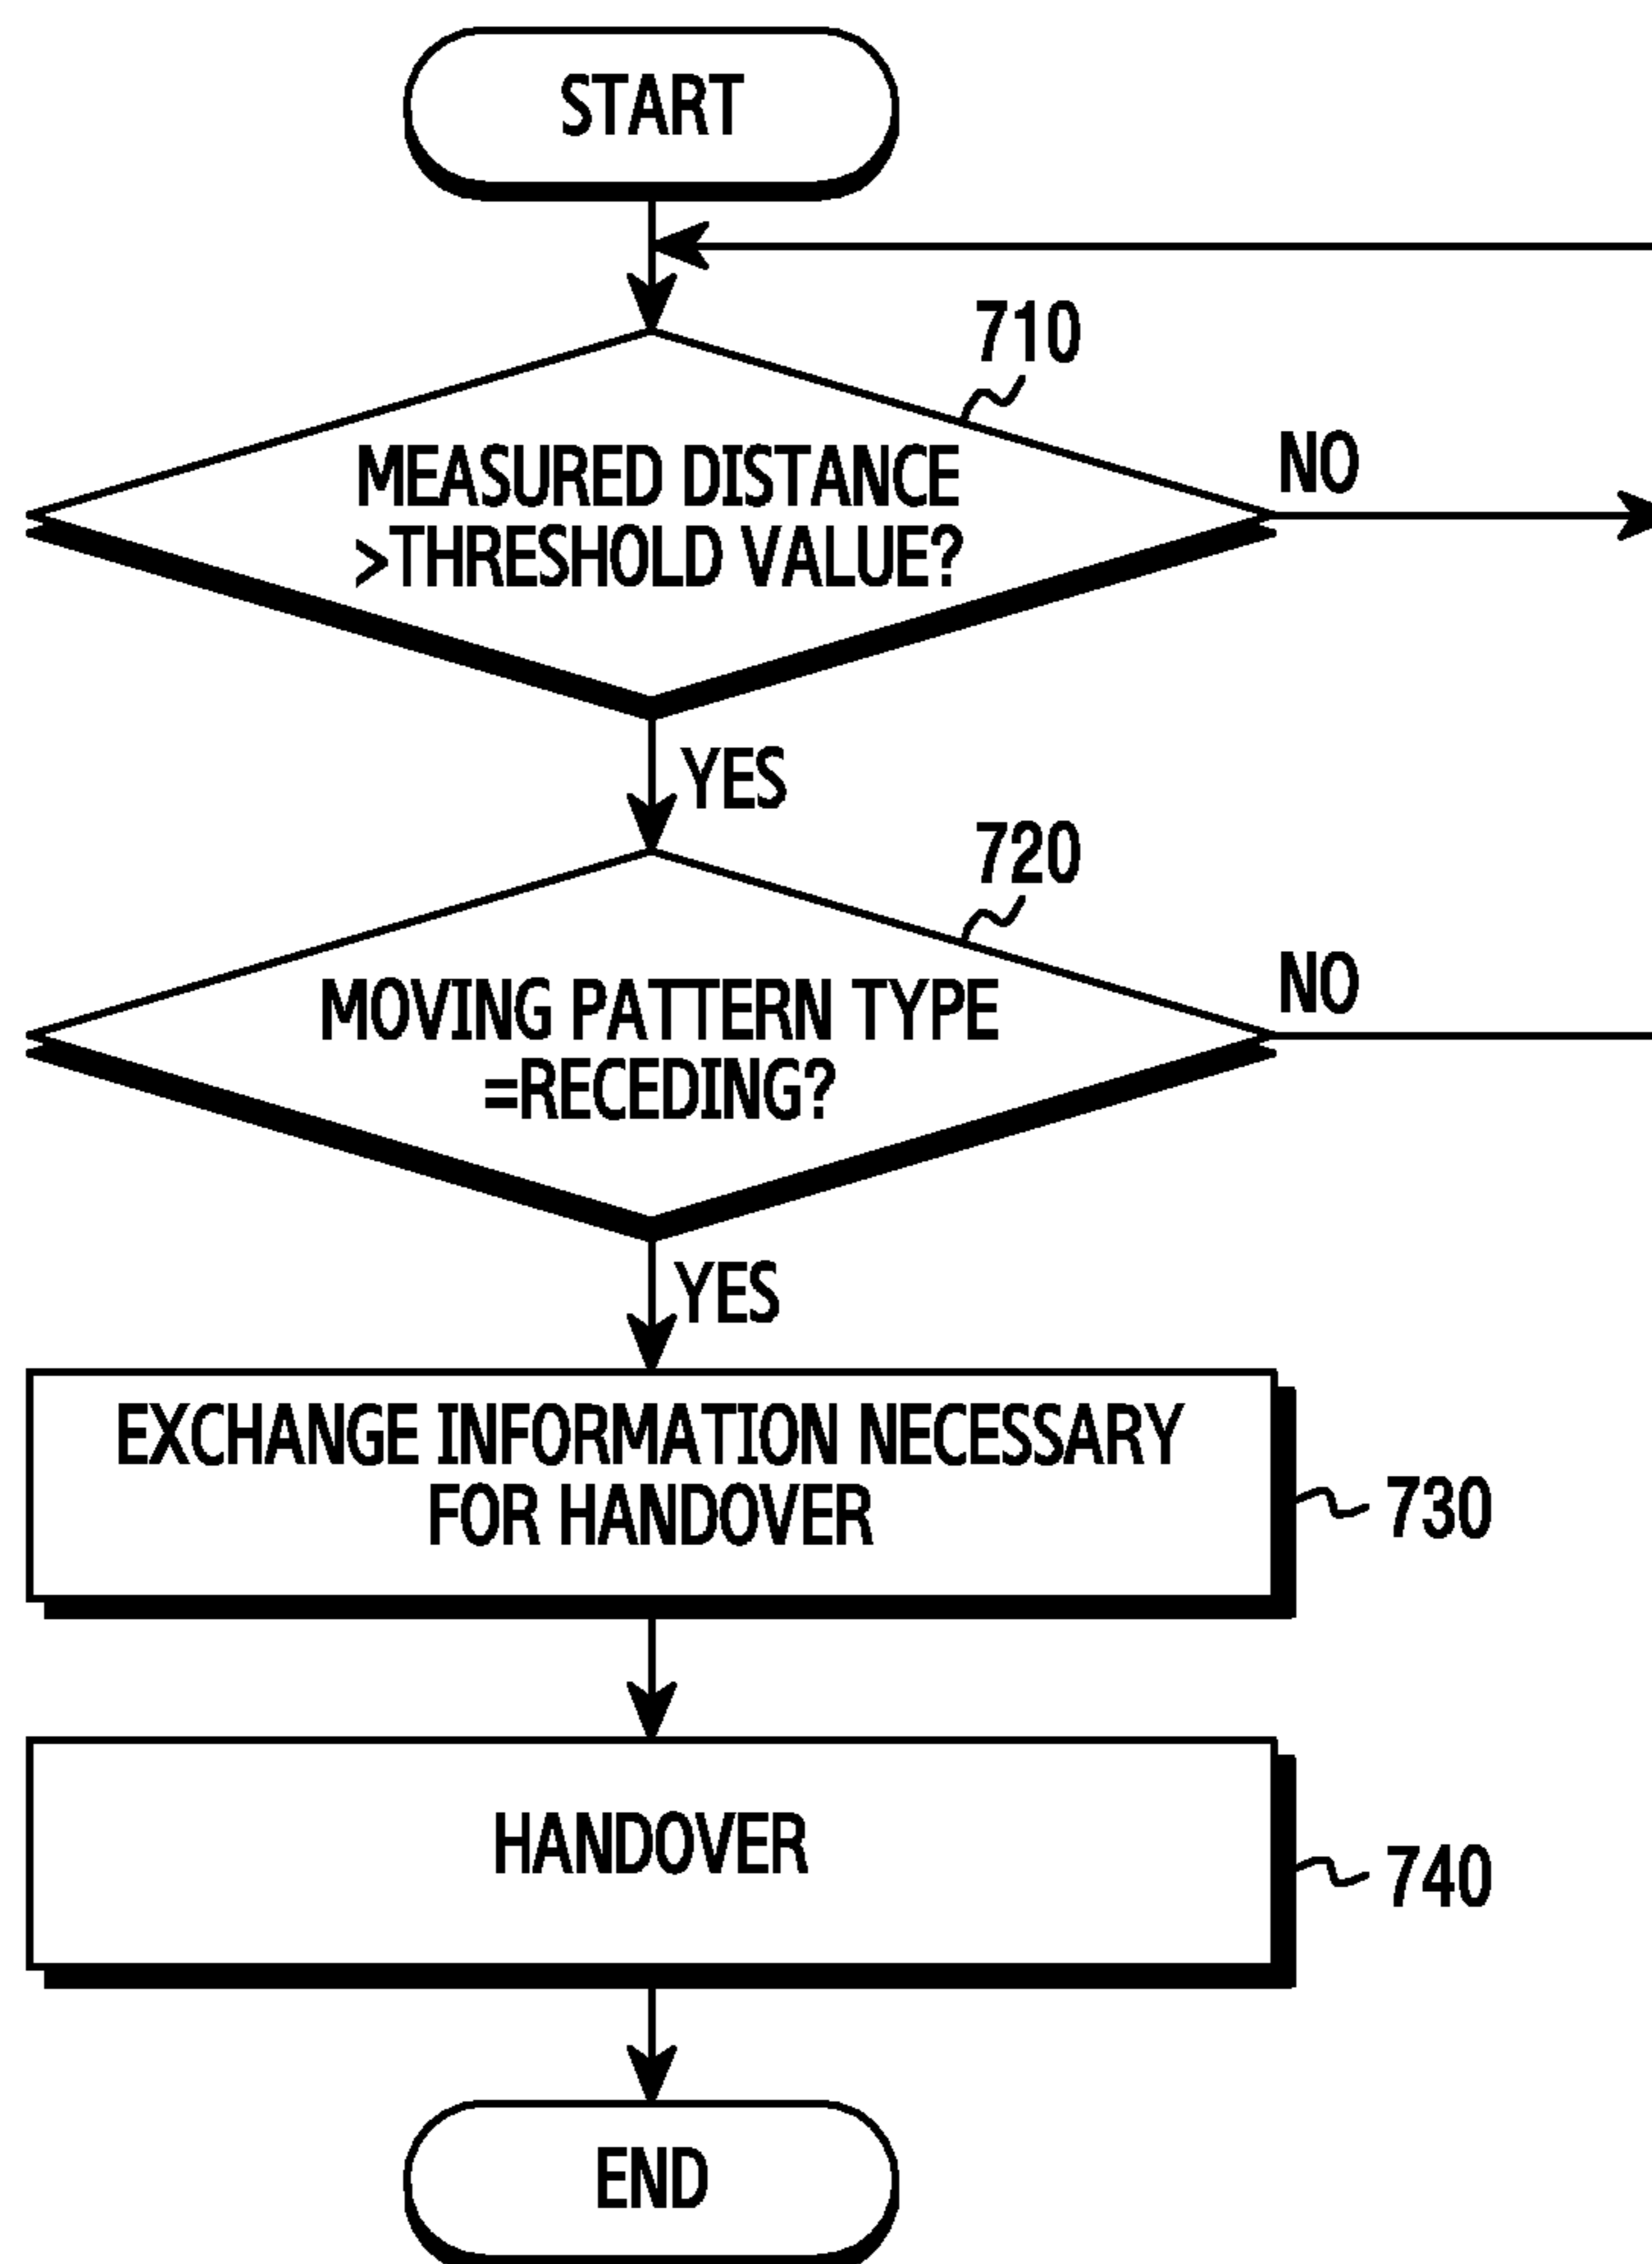 START
710
MEASURED DISTANCE
>THRESHOLD VALUE?
NO
YES
720
MOVING PATTERN TYPE
=RECEDING?
NO
YES
EXCHANGE INFORMATION NECESSARY
FOR HANDOVER
730
HANDOVER
740
END